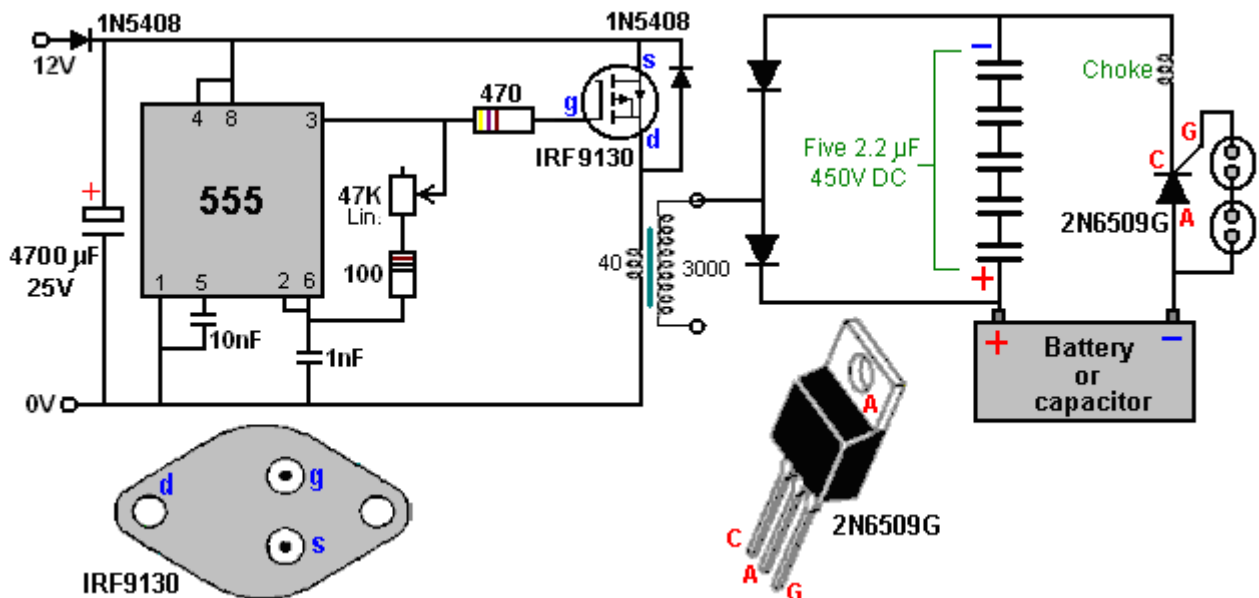 1N5408
12V
4 8 3
555
1 5 2 6
+
4700 µF
25V
10nF
1nF
47K
Lin.
100
470
1N5408
s
g
d
IRF9130
40
3000
0V
−
Five 2.2 µF
450V DC
+
Choke
G
C
A
2N6509G
+ −
Battery
or
capacitor
d
g
s
IRF9130
A
2N6509G
C
A
G